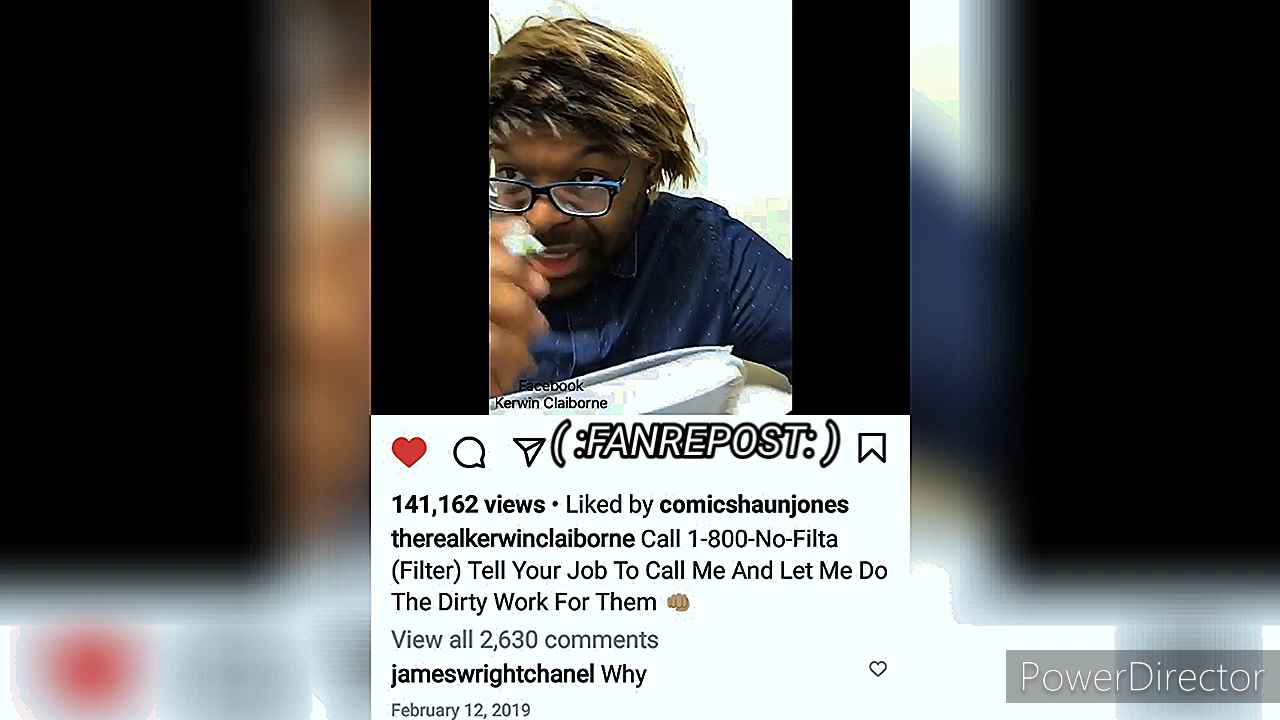 Facebook
Kerwin Claiborne
( :FANREPOST: )
141,162 views • Liked by comicshaunjones
therealkerwinclaiborne Call 1-800-No-Filta
(Filter) Tell Your Job To Call Me And Let Me Do
The Dirty Work For Them 👊🏽
View all 2,630 comments
jameswrightchanel Why
February 12, 2019
PowerDirector